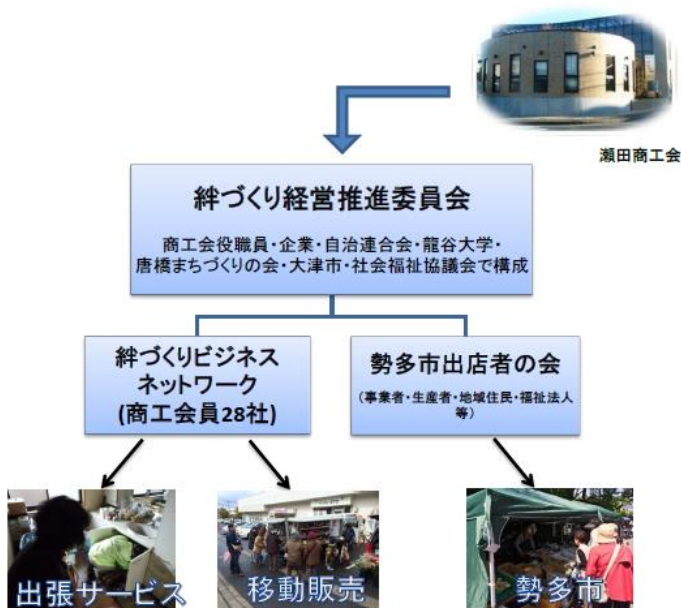 瀬田商工会
絆づくり経営推進委員会
商工会役職員・企業・自治連合会・龍谷大学・
唐橋まちづくりの会・大津市・社会福祉協議会で構成
絆づくりビジネス
ネットワーク
(商工会員28社)
勢多市出店者の会
（事業者・生産者・地域住民・福祉法人
等）
出張サービス
移動販売
勢多市